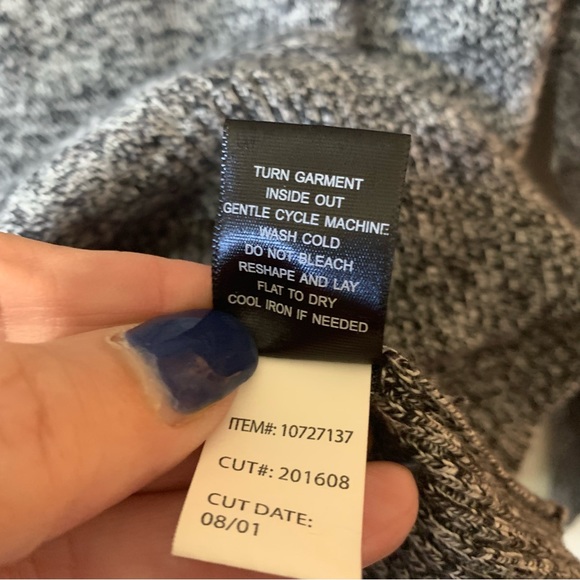 TURN GARMENT
INSIDE OUT
GENTLE CYCLE MACHINE
WASH COLD
DO NOT BLEACH
RESHAPE AND LAY
FLAT TO DRY
COOL IRON IF NEEDED
ITEM#: 10727137
CUT#: 201608
CUT DATE:
08/01